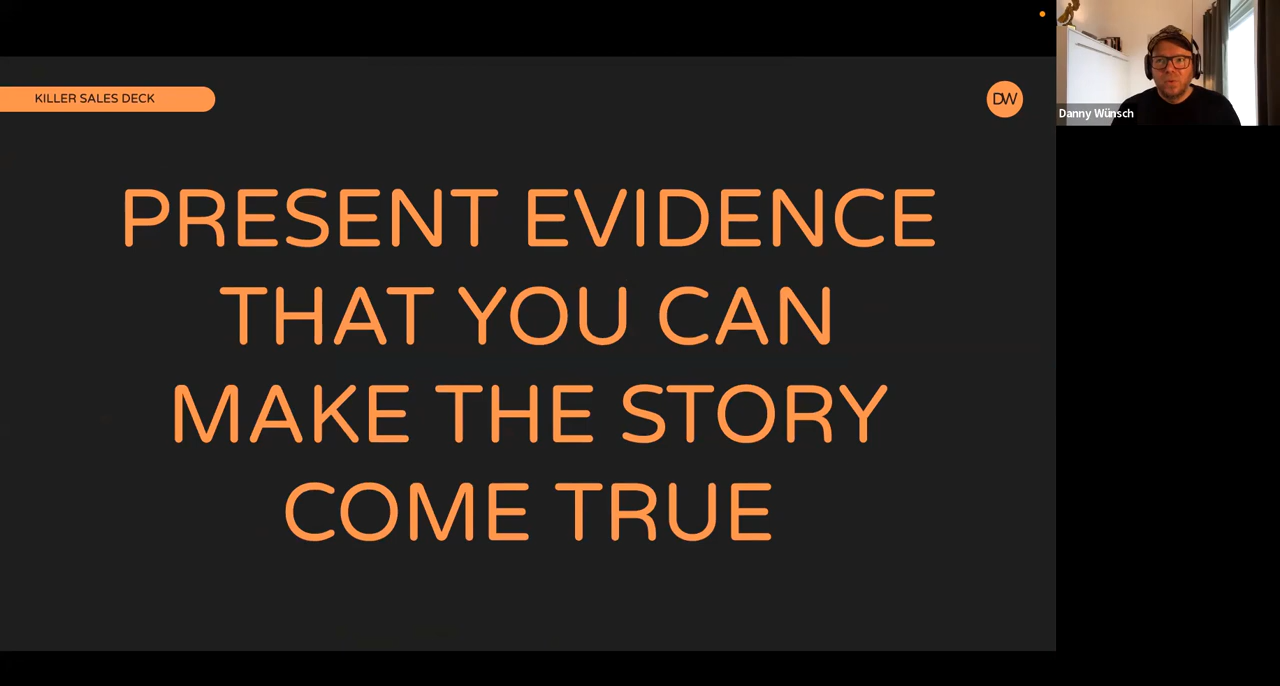 KILLER SALES DECK
DW
PRESENT EVIDENCE
THAT YOU CAN
MAKE THE STORY
COME TRUE
Danny Wünsch